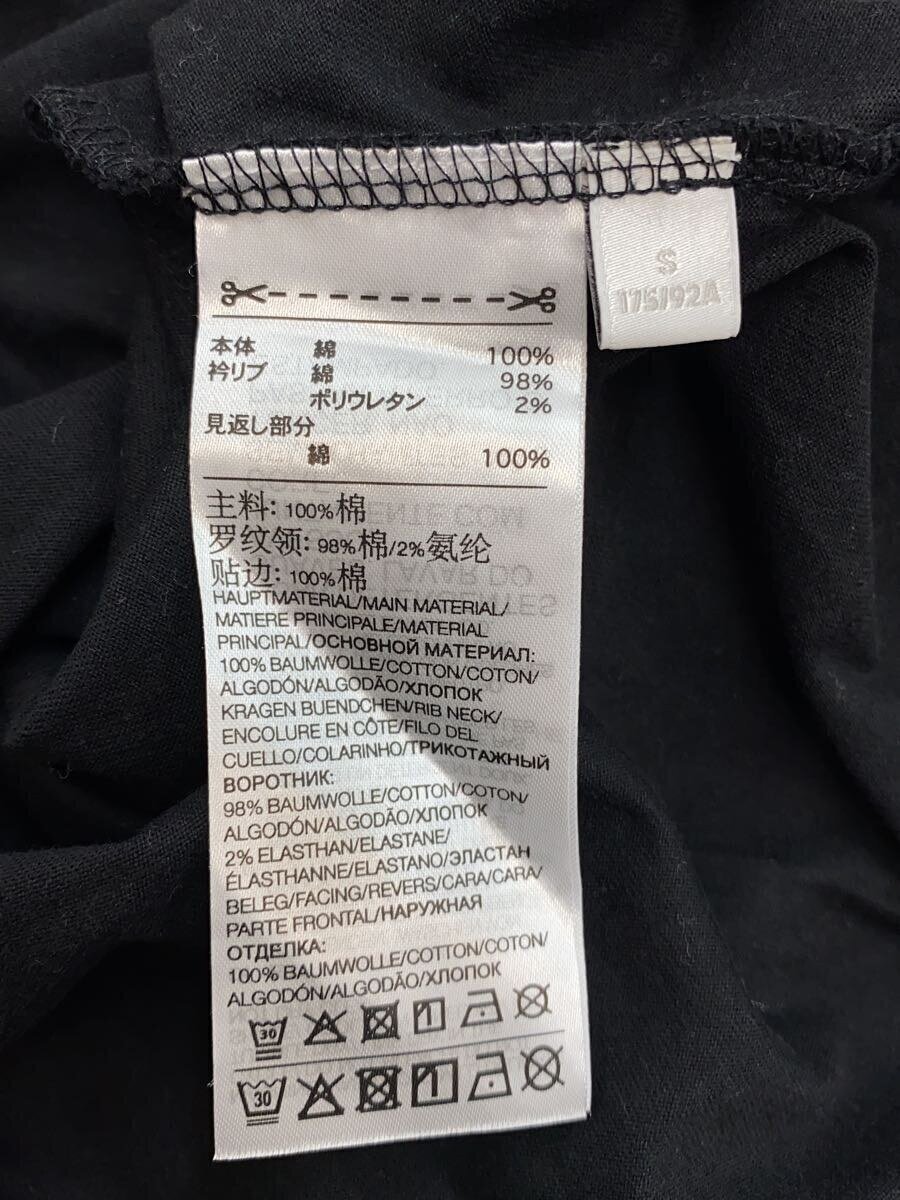 S
175/92A
本体 綿 100%
衿リブ 綿 98%
ポリウレタン 2%
見返し部分
綿 100%
主料: 100%棉
罗纹领: 98%棉/2%氨纶
贴边: 100%棉
HAUPTMATERIAL/MAIN MATERIAL/
MATIERE PRINCIPALE/MATERIAL
PRINCIPAL/ОСНОВНОЙ МАТЕРИАЛ:
100% BAUMWOLLE/COTTON/COTON/
ALGODÓN/ALGODÃO/ХЛОПОК
KRAGEN BUENDCHEN/RIB NECK/
ENCOLURE EN CÔTE/FILO DEL
CUELLO/COLARINHO/ТРИКОТАЖНЫЙ
ВОРОТНИК:
98% BAUMWOLLE/COTTON/COTON/
ALGODÓN/ALGODÃO/ХЛОПОК
2% ELASTHAN/ELASTANE/
ÉLASTHANNE/ELASTANO/ЭЛАСТАН
BELEG/FACING/REVERS/CARA/CARA/
PARTE FRONTAL/НАРУЖНАЯ
ОТДЕЛКА:
100% BAUMWOLLE/COTTON/COTON/
ALGODÓN/ALGODÃO/ХЛОПОК
30
30